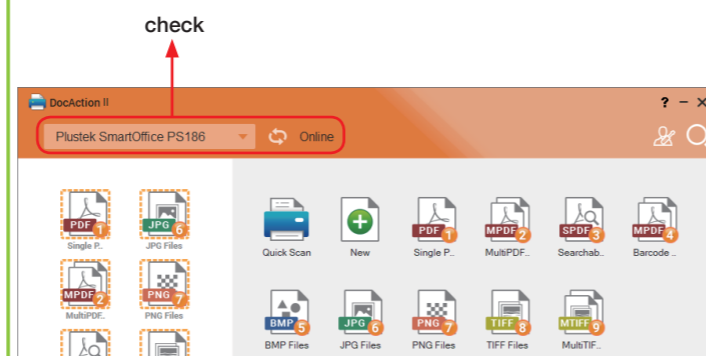 check
DocAction II
? – ×
Plustek SmartOffice PS186 Online
PDF 1 JPG 6
Single P.. JPG Files
MPDF 2 PNG 7
MultiPDF.. PNG Files
PDF 1 MPDF 2 SPDF 3 MPDF 4
Quick Scan New Single P.. MultiPDF.. Searchab.. Barcode ..
BMP 5 JPG 6 PNG 7 TIFF 8 MTIFF 9
BMP Files JPG Files PNG Files TIFF Files MultiTIF..